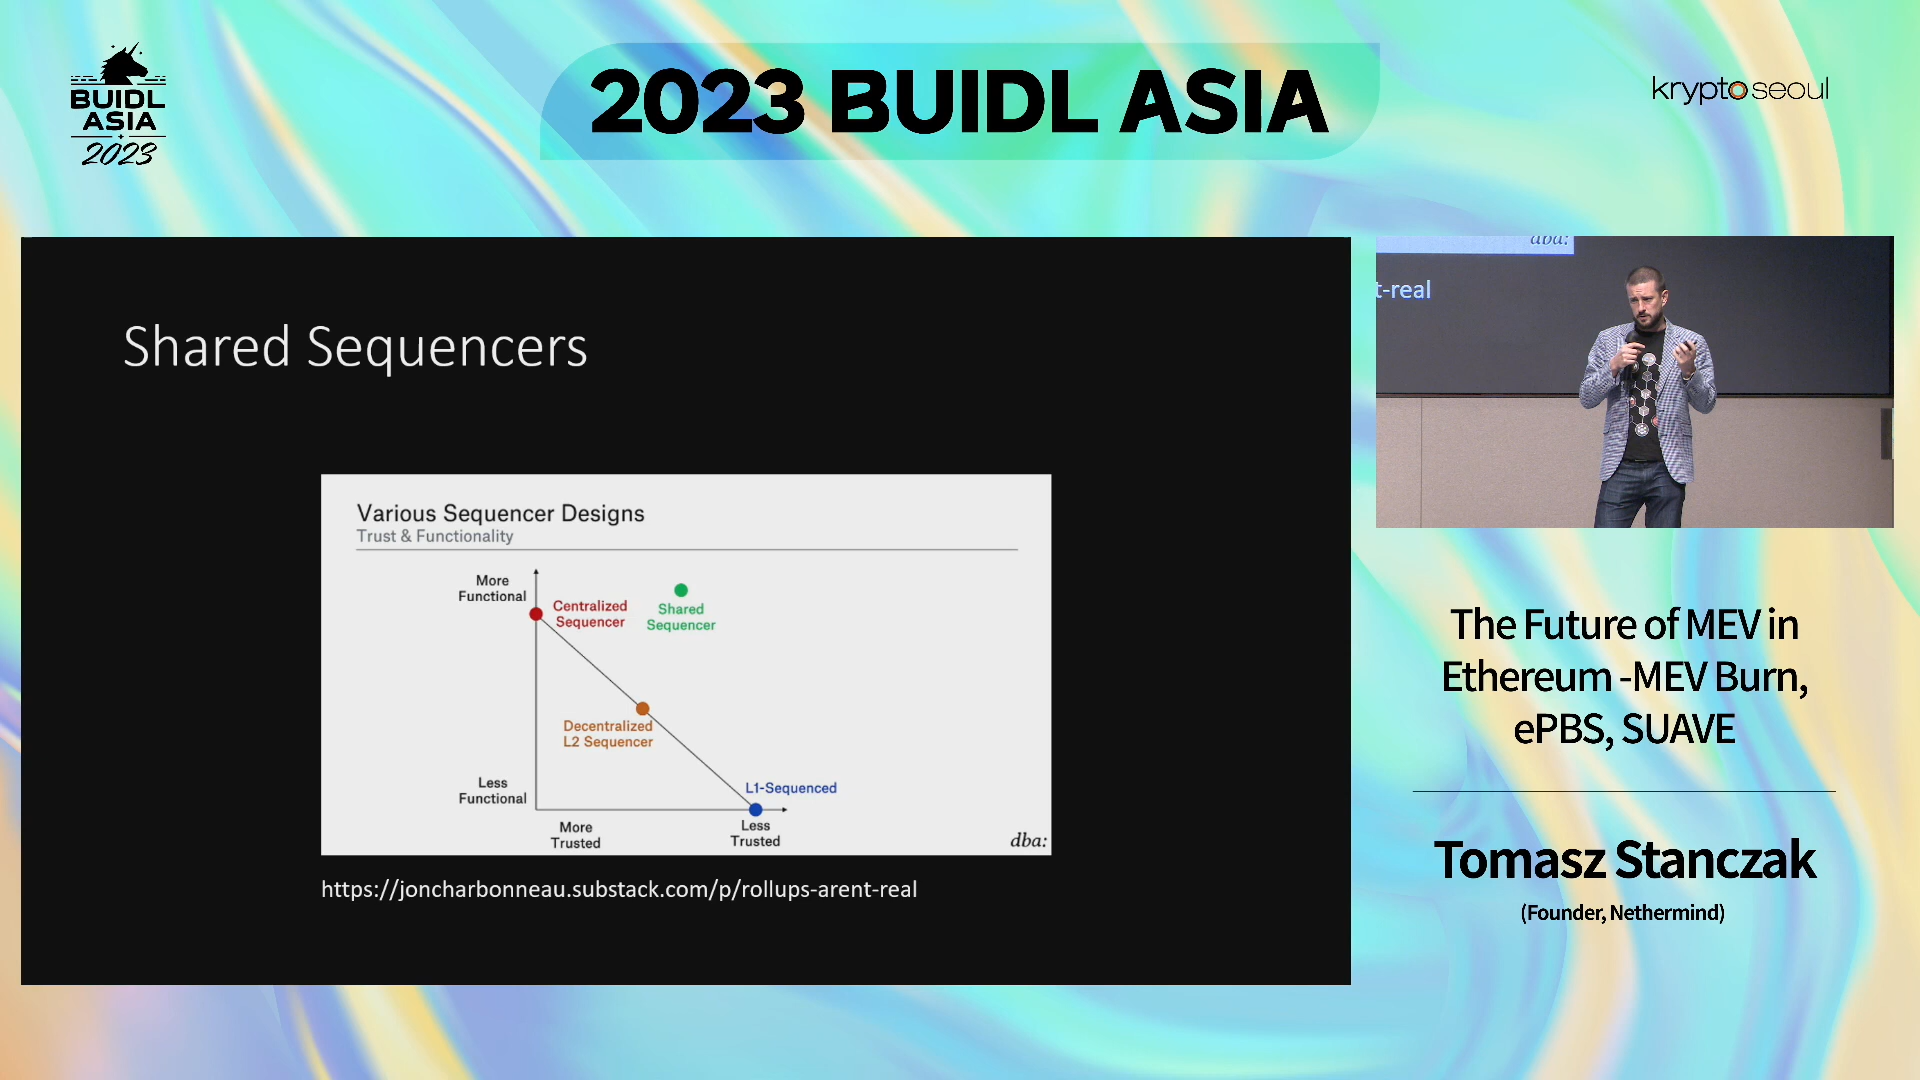 BUIDL
ASIA
2023
2023 BUIDL ASIA
kryptoseoul
Shared Sequencers
Various Sequencer Designs
Trust & Functionality
More
Functional
Centralized
Sequencer
Shared
Sequencer
Decentralized
L2 Sequencer
Less
Functional
L1-Sequenced
More
Trusted
Less
Trusted
dba:
https://joncharbonneau.substack.com/p/rollups-arent-real
dba:
t-real
The Future of MEV in
Ethereum -MEV Burn,
ePBS, SUAVE
Tomasz Stanczak
(Founder, Nethermind)